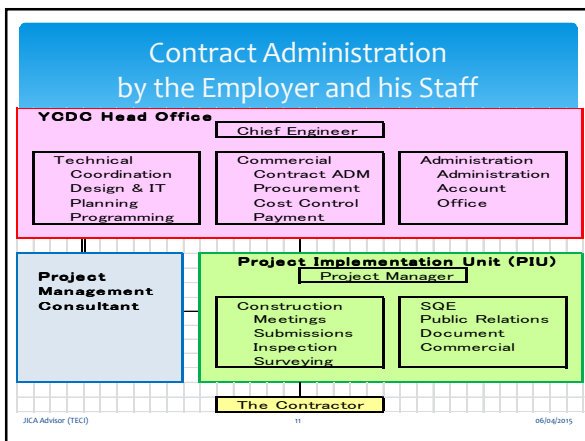 Contract Administration
by the Employer and his Staff
YCDC Head Office
Chief Engineer
Technical
Coordination
Design & IT
Planning
Programming
Commercial
Contract ADM
Procurement
Cost Control
Payment
Administration
Administration
Account
Office
Project
Management
Consultant
Project Implementation Unit (PIU)
Project Manager
Construction
Meetings
Submissions
Inspection
Surveying
SQE
Public Relations
Document
Commercial
The Contractor
JICA Advisor (TECI)
11
06/04/2015